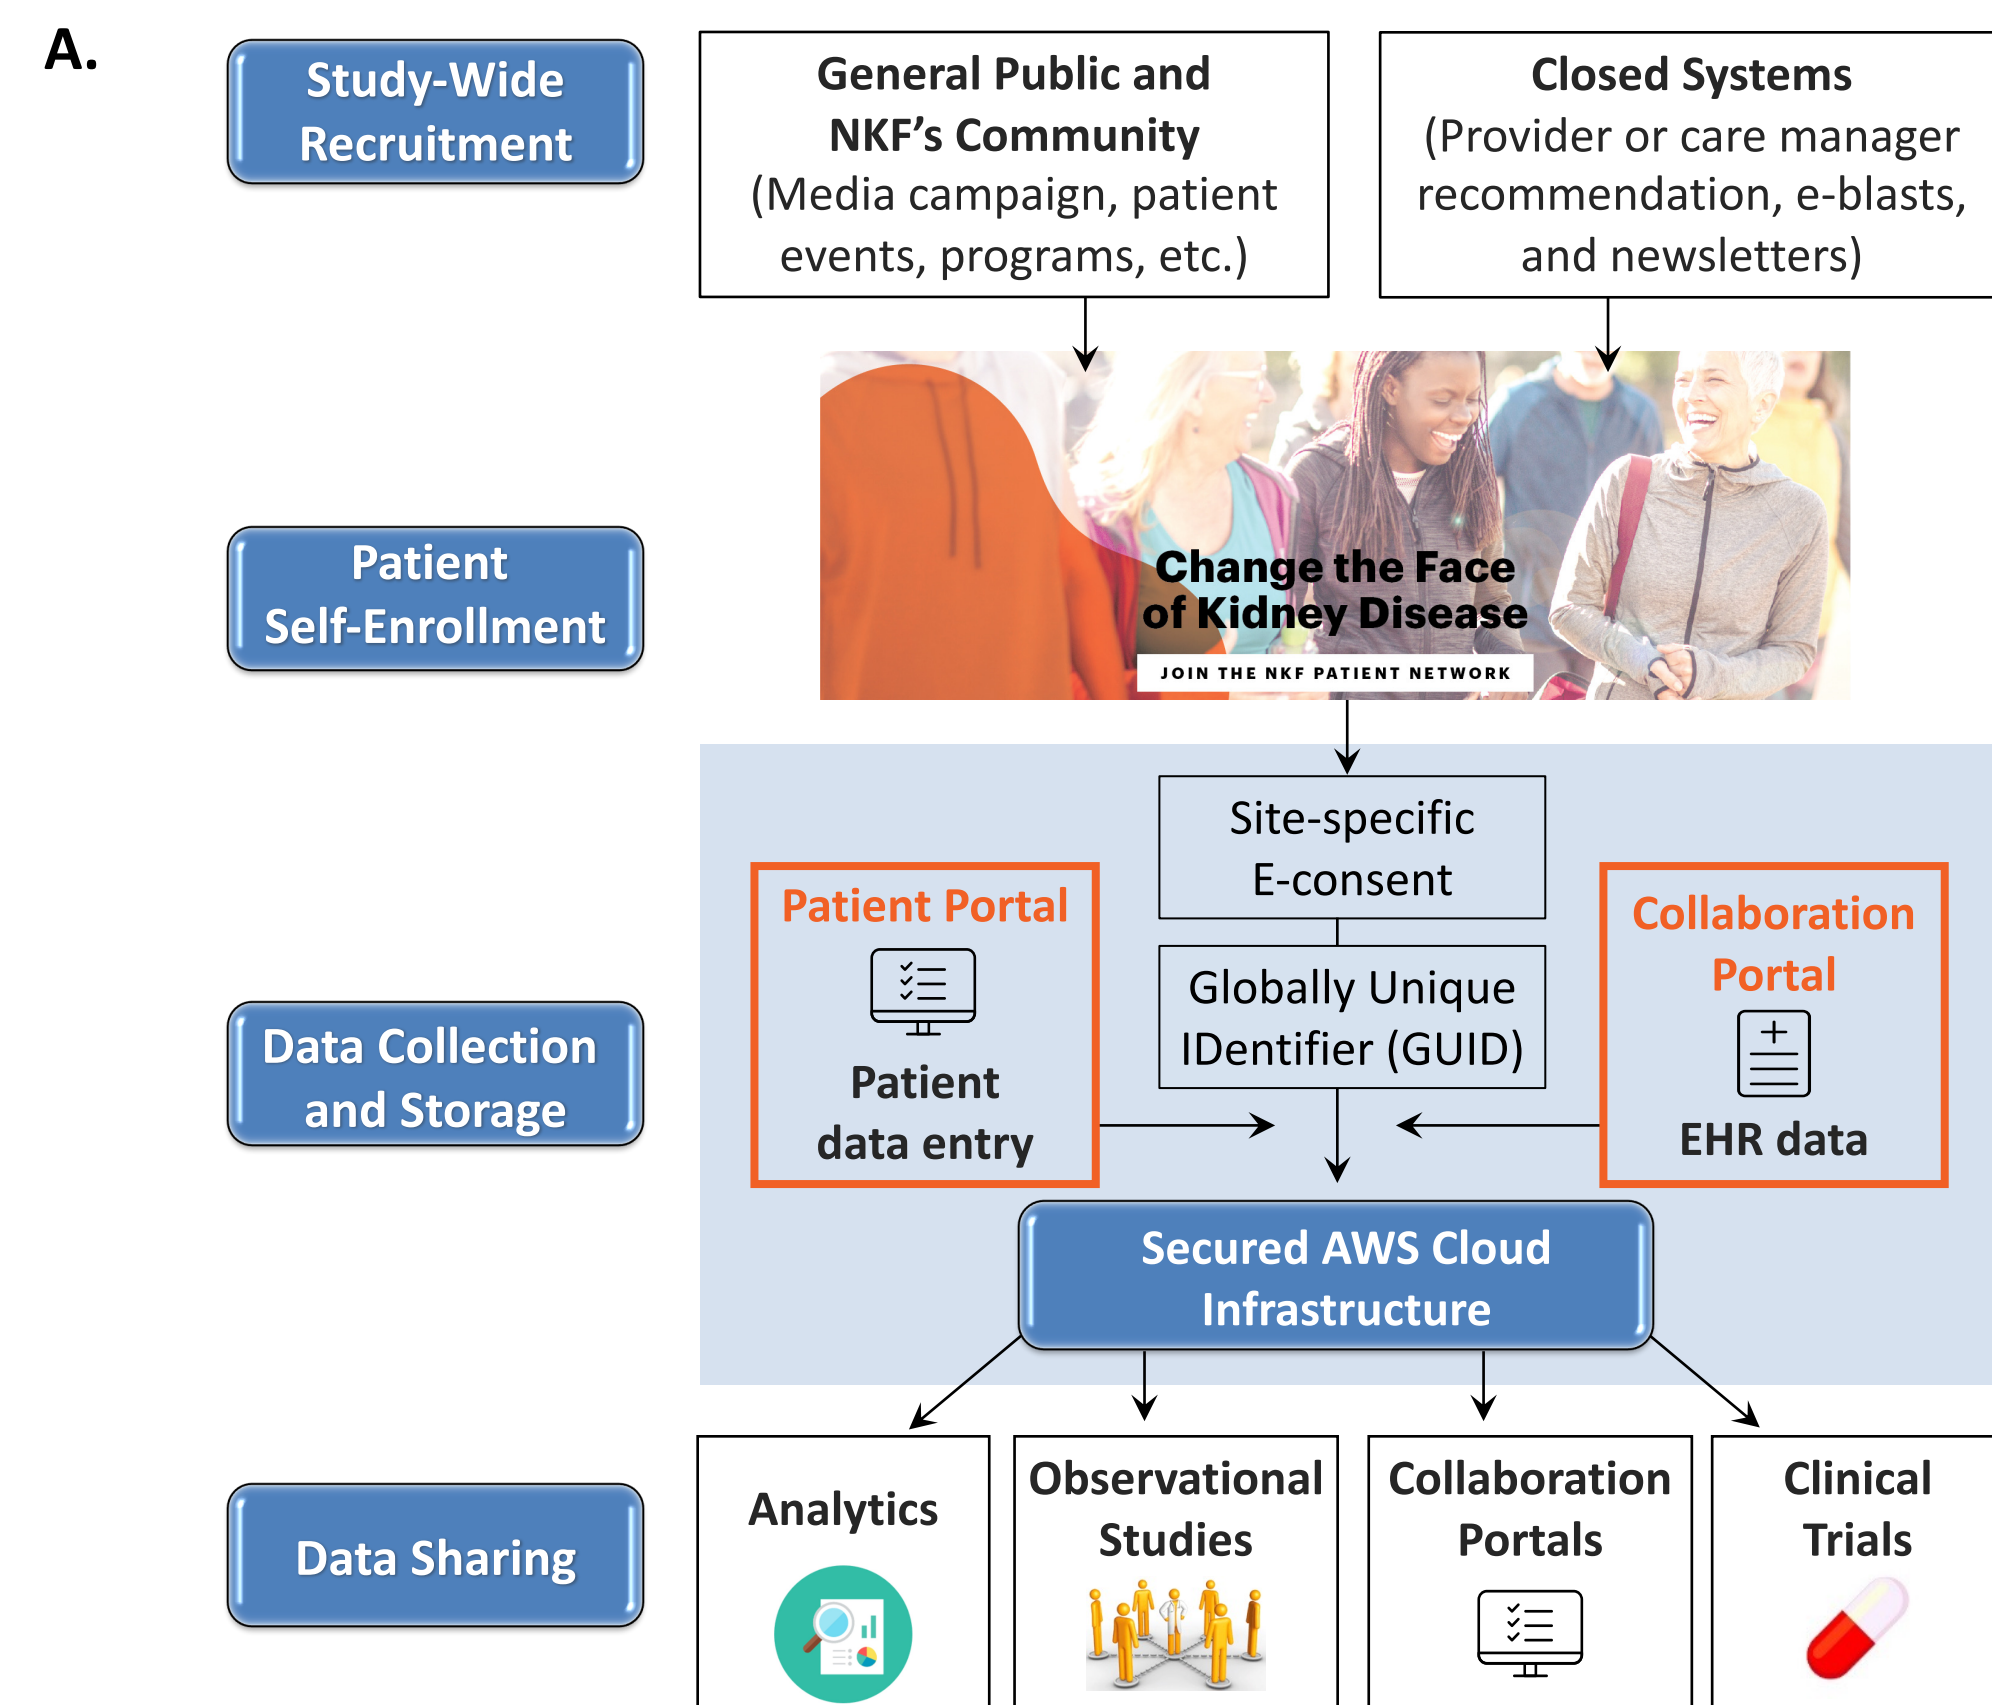 A.
Study-Wide
Recruitment
General Public and
NKF’s Community
(Media campaign, patient
events, programs, etc.)
Closed Systems
(Provider or care manager
recommendation, e-blasts,
and newsletters)
Patient
Self-Enrollment
Change the Face
of Kidney Disease
JOIN THE NKF PATIENT NETWORK
Data Collection
and Storage
Site-specific
E-consent
Patient Portal
Patient
data entry
Globally Unique
IDentifier (GUID)
Collaboration
Portal
EHR data
Secured AWS Cloud
Infrastructure
Data Sharing
Analytics
Observational
Studies
Collaboration
Portals
Clinical
Trials